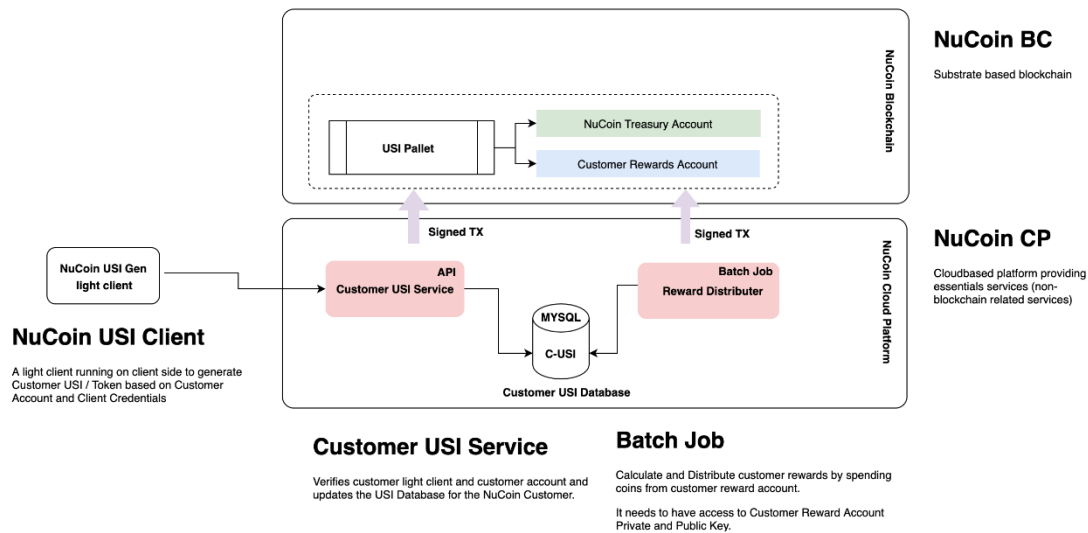 NuCoin BC
Substrate based blockchain
NuCoin Blockchain
USI Pallet
NuCoin Treasury Account
Customer Rewards Account
Signed TX
Signed TX
NuCoin CP
Cloudbased platform providing
essentials services (non-
blockchain related services)
NuCoin Cloud Platform
NuCoin USI Gen
light client
API
Customer USI Service
Batch Job
Reward Distributer
MYSQL
C-USI
Customer USI Database
NuCoin USI Client
A light client running on client side to generate
Customer USI / Token based on Customer
Account and Client Credentials
Customer USI Service
Verifies customer light client and customer account and
updates the USI Database for the NuCoin Customer.
Batch Job
Calculate and Distribute customer rewards by spending
coins from customer reward account.
It needs to have access to Customer Reward Account
Private and Public Key.